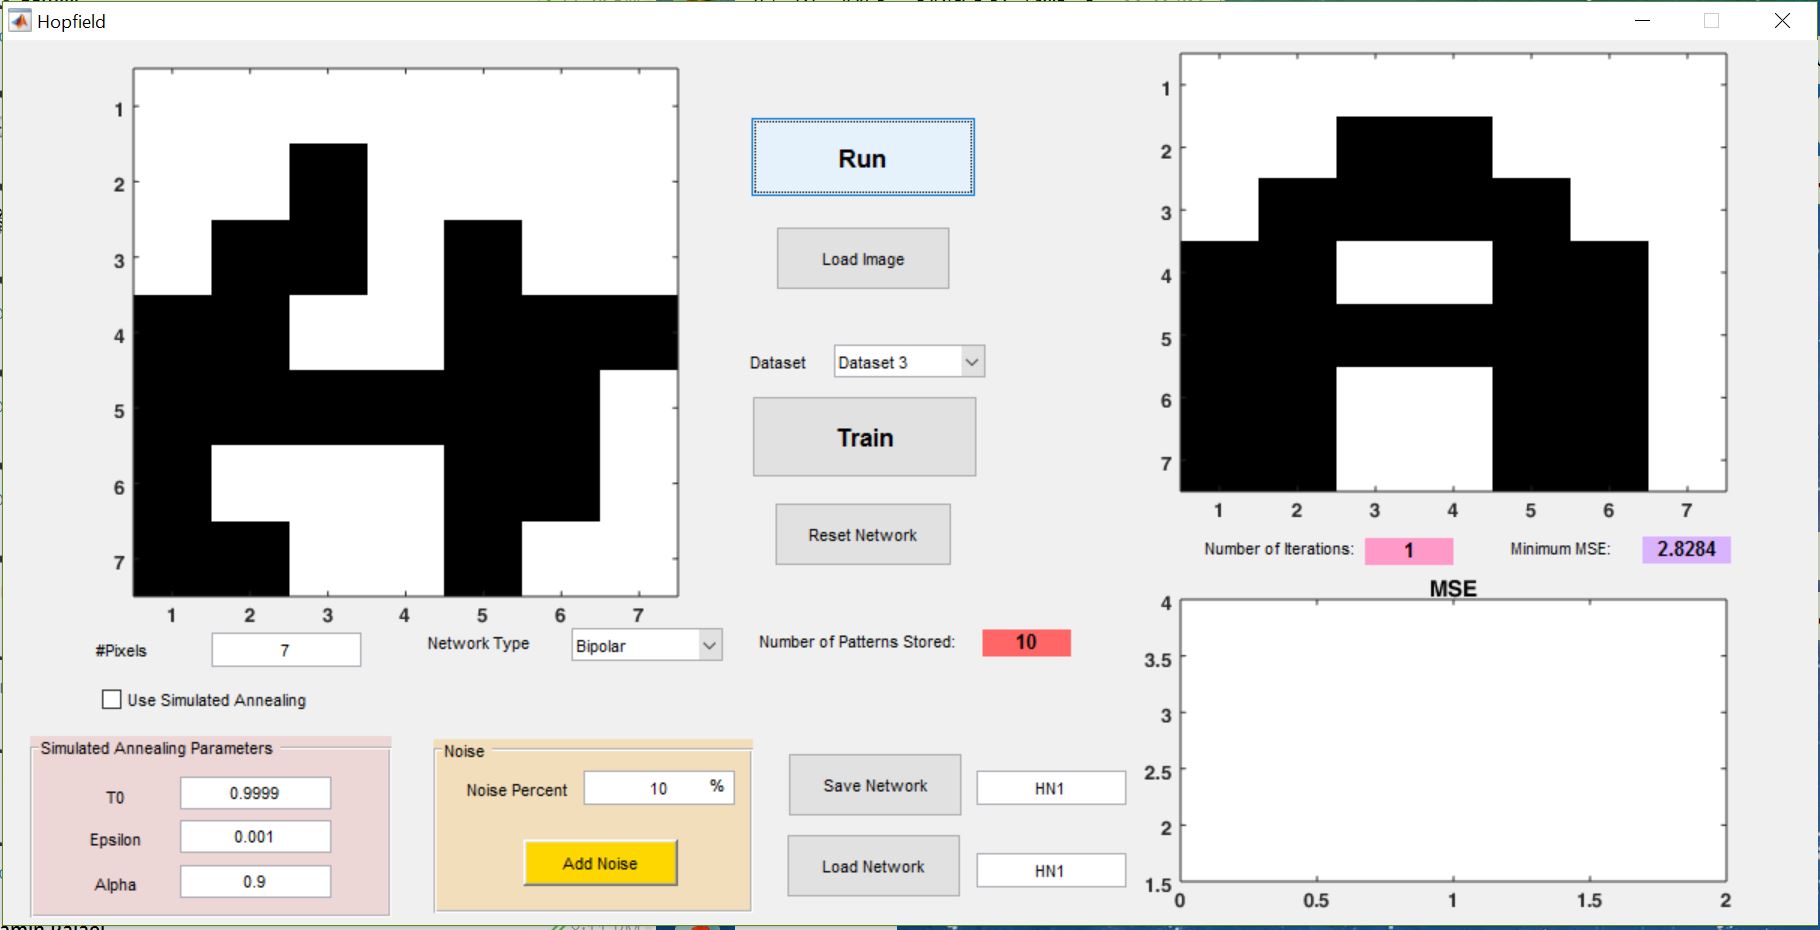 Hopfield
1
2
3
4
5
6
7
1 2 3 4 5 6 7
#Pixels 7
Network Type Bipolar
Use Simulated Annealing
Simulated Annealing Parameters
T0 0.9999
Epsilon 0.001
Alpha 0.9
Noise
Noise Percent 10 %
Add Noise
Run
Load Image
Dataset Dataset 3
Train
Reset Network
Number of Patterns Stored: 10
Save Network HN1
Load Network HN1
1
2
3
4
5
6
7
1 2 3 4 5 6 7
Number of Iterations: 1 Minimum MSE: 2.8284
MSE
4
3.5
3
2.5
2
1.5
0 0.5 1 1.5 2